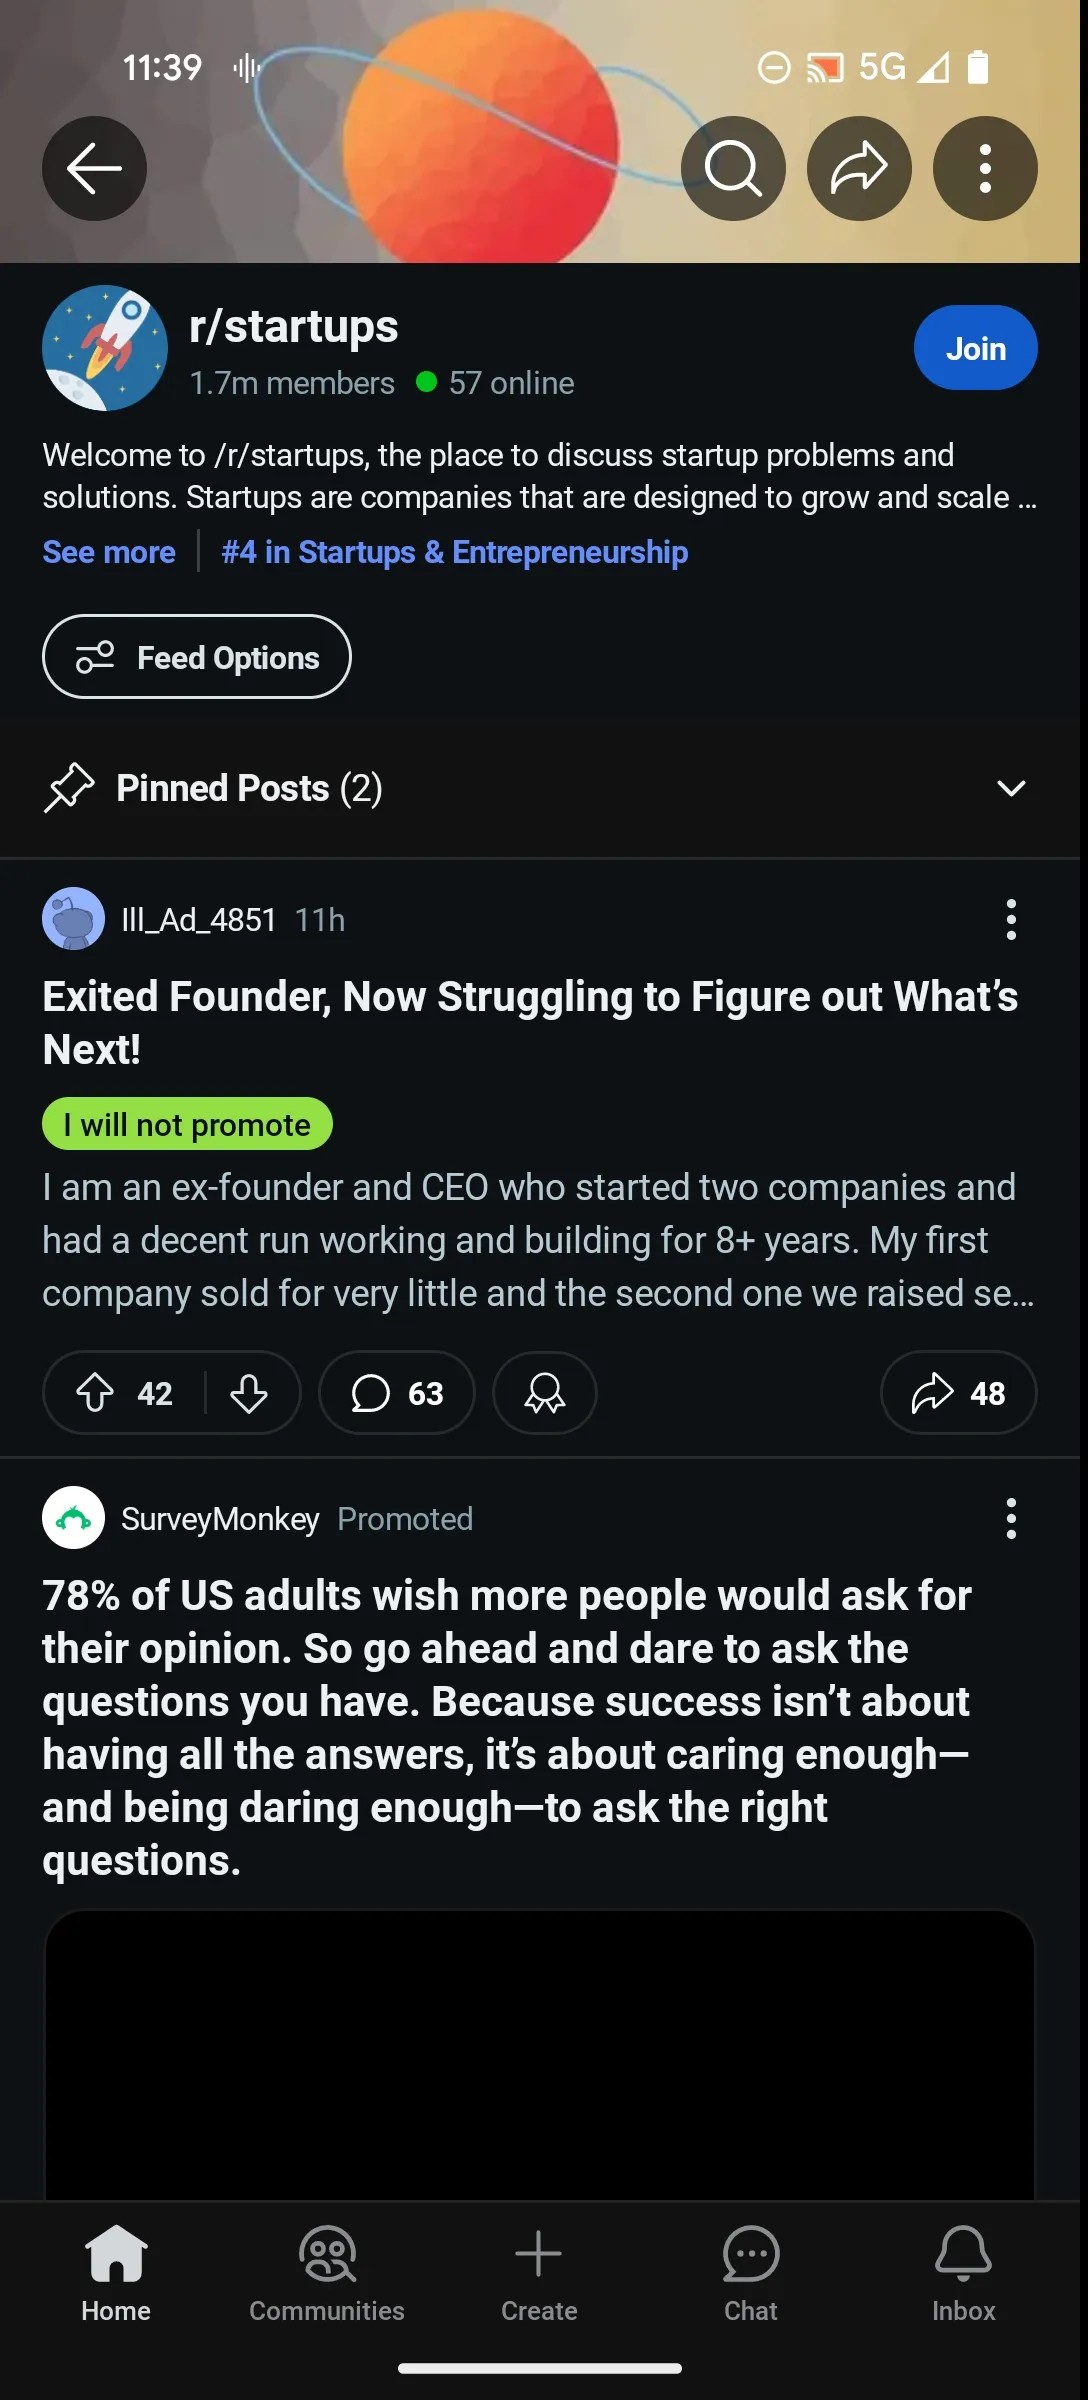 11:39 5G
r/startups
Join
1.7m members 57 online
Welcome to /r/startups, the place to discuss startup problems and
solutions. Startups are companies that are designed to grow and scale ...
See more #4 in Startups & Entrepreneurship
Feed Options
Pinned Posts (2)
Ill_Ad_4851 11h
Exited Founder, Now Struggling to Figure out What’s
Next!
I will not promote
I am an ex-founder and CEO who started two companies and
had a decent run working and building for 8+ years. My first
company sold for very little and the second one we raised se...
42 63 48
SurveyMonkey Promoted
78% of US adults wish more people would ask for
their opinion. So go ahead and dare to ask the
questions you have. Because success isn’t about
having all the answers, it’s about caring enough—
and being daring enough—to ask the right
questions.
Home Communities Create Chat Inbox